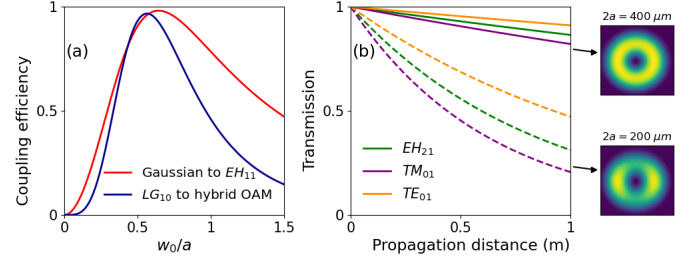 (a)
Coupling efficiency
1
0.5
0
Gaussian to EH₁₁
LG₁₀ to hybrid OAM
0
0.5
1
1.5
w₀/a
(b)
Transmission
1
0.5
0
EH₂₁
TM₀₁
TE₀₁
0
0.5
1
Propagation distance (m)
2a = 400 μm
2a = 200 μm